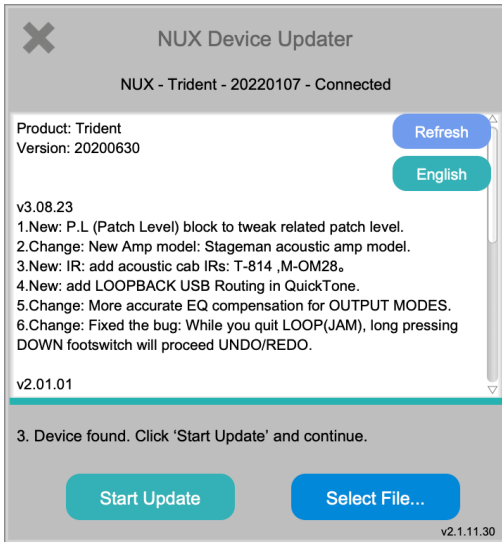 NUX Device Updater
NUX - Trident - 20220107 - Connected
Product: Trident
Version: 20200630
Refresh
English
v3.08.23
1.New: P.L (Patch Level) block to tweak related patch level.
2.Change: New Amp model: Stageman acoustic amp model.
3.New: IR: add acoustic cab IRs: T-814 ,M-OM28。
4.New: add LOOPBACK USB Routing in QuickTone.
5.Change: More accurate EQ compensation for OUTPUT MODES.
6.Change: Fixed the bug: While you quit LOOP(JAM), long pressing
DOWN footswitch will proceed UNDO/REDO.
v2.01.01
3. Device found. Click ‘Start Update’ and continue.
Start Update
Select File...
v2.1.11.30